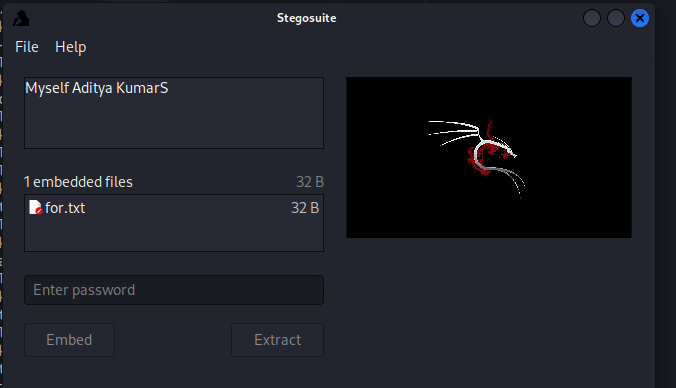 Stegosuite
File Help
Myself Aditya KumarS
1 embedded files 32 B
for.txt 32 B
Enter password
Embed Extract